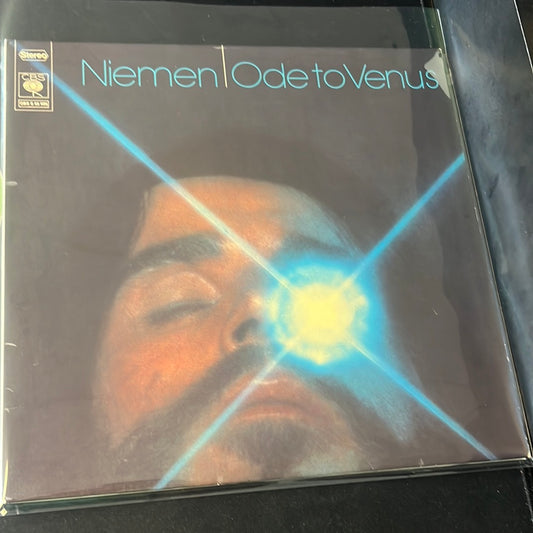 Stereo
Niemen | Ode to Venus
CBS